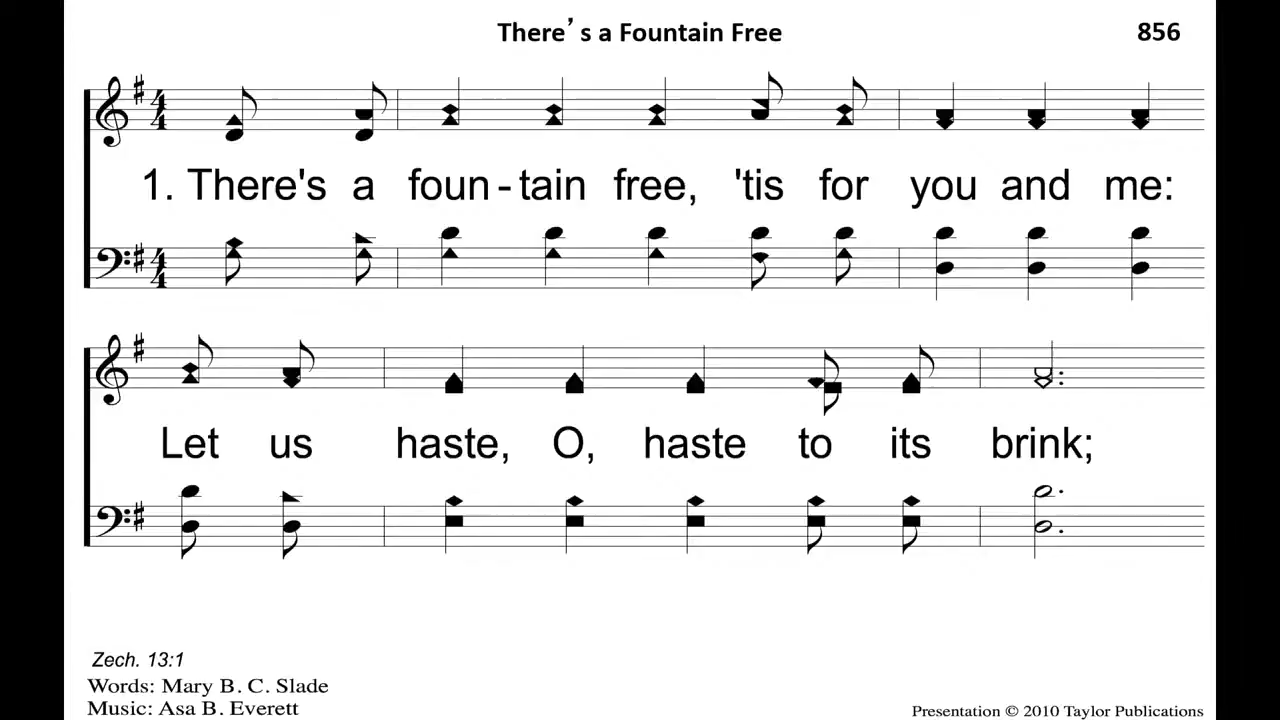 There’s a Fountain Free
856
1. There's a foun-tain free, 'tis for you and me:
Let us haste, O, haste to its brink;
Zech. 13:1
Words: Mary B. C. Slade
Music: Asa B. Everett
Presentation © 2010 Taylor Publications